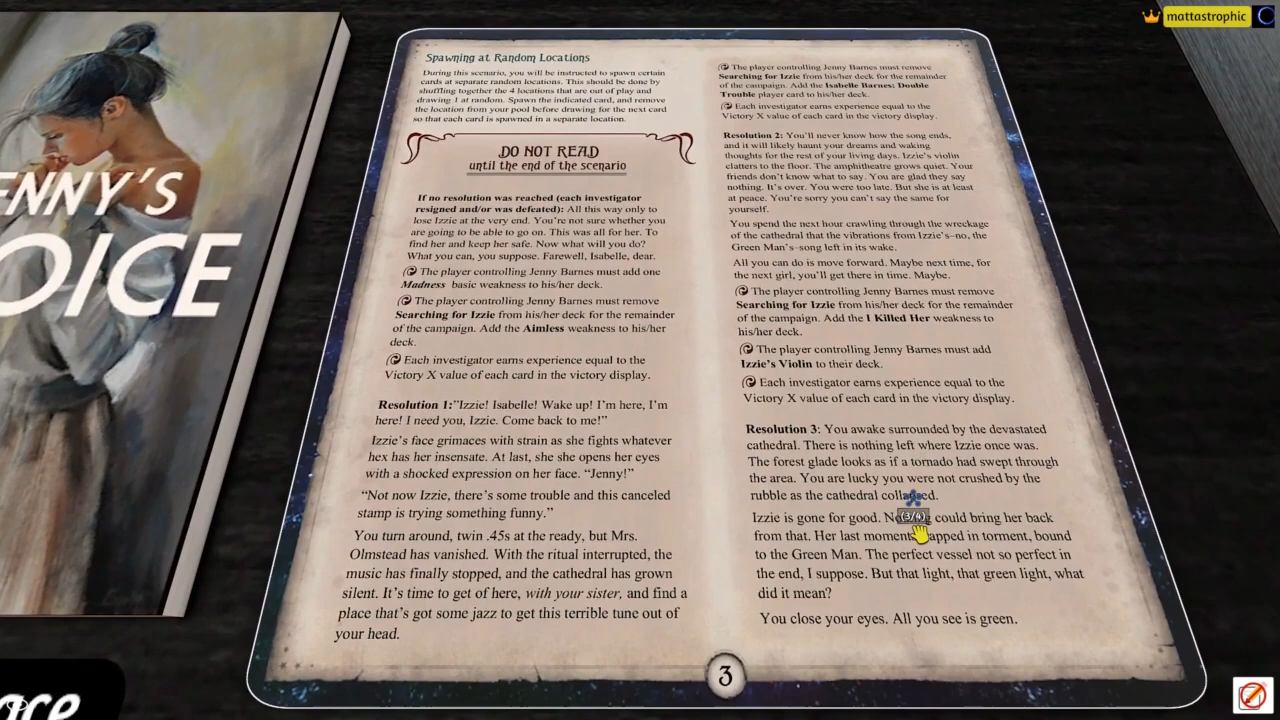 mattastrophic
ENNY'S
OICE
Spawning at Random Locations
During this scenario, you will be instructed to spawn certain
cards at separate random locations. This should be done by
shuffling together the 4 locations that are out of play and
drawing 1 at random. Spawn the indicated card, and remove
the location from your pool before drawing for the next card
so that each card is spawned in a separate location.
DO NOT READ
until the end of the scenario
If no resolution was reached (each investigator
resigned and/or was defeated): All this way only to
lose Izzie at the very end. You're not sure whether you
are going to be able to go on. This was all for her. To
find her and keep her safe. Now what will you do?
What you can, you suppose. Farewell, Isabelle, dear.
The player controlling Jenny Barnes must add one
Madness basic weakness to his/her deck.
The player controlling Jenny Barnes must remove
Searching for Izzie from his/her deck for the remainder
of the campaign. Add the Aimless weakness to his/her
deck.
Each investigator earns experience equal to the
Victory X value of each card in the victory display.
Resolution 1:"Izzie! Isabelle! Wake up! I'm here, I'm
here! I need you, Izzie. Come back to me!"
Izzie's face grimaces with strain as she fights whatever
hex has her insensate. At last, she she opens her eyes
with a shocked expression on her face. "Jenny!"
"Not now Izzie, there's some trouble and this canceled
stamp is trying something funny."
You turn around, twin .45s at the ready, but Mrs.
Olmstead has vanished. With the ritual interrupted, the
music has finally stopped, and the cathedral has grown
silent. It's time to get of here, with your sister, and find a
place that's got some jazz to get this terrible tune out of
your head.
The player controlling Jenny Barnes must remove
Searching for Izzie from his/her deck for the remainder
of the campaign. Add the Isabelle Barnes: Double
Trouble player card to his/her deck.
Each investigator earns experience equal to the
Victory X value of each card in the victory display.
Resolution 2: You'll never know how the song ends,
and it will likely haunt your dreams and waking
thoughts for the rest of your living days. Izzie's violin
clatters to the floor. The amphitheatre grows quiet. Your
friends don't know what to say. You are glad they say
nothing. It's over. You were too late. But she is at least
at peace. You're sorry you can't say the same for
yourself.
You spend the next hour crawling through the wreckage
of the cathedral that the vibrations from Izzie's–no, the
Green Man's–song left in its wake.
All you can do is move forward. Maybe next time, for
the next girl, you'll get there in time. Maybe.
The player controlling Jenny Barnes must remove
Searching for Izzie from his/her deck for the remainder
of the campaign. Add the I Killed Her weakness to
his/her deck.
The player controlling Jenny Barnes must add
Izzie's Violin to their deck.
Each investigator earns experience equal to the
Victory X value of each card in the victory display.
Resolution 3: You awake surrounded by the devastated
cathedral. There is nothing left where Izzie once was.
The forest glade looks as if a tornado had swept through
the area. You are lucky you were not crushed by the
rubble as the cathedral collapsed.
(3/4)
Izzie is gone for good. Nothing could bring her back
from that. Her last moments trapped in torment, bound
to the Green Man. The perfect vessel not so perfect in
the end, I suppose. But that light, that green light, what
did it mean?
You close your eyes. All you see is green.
3